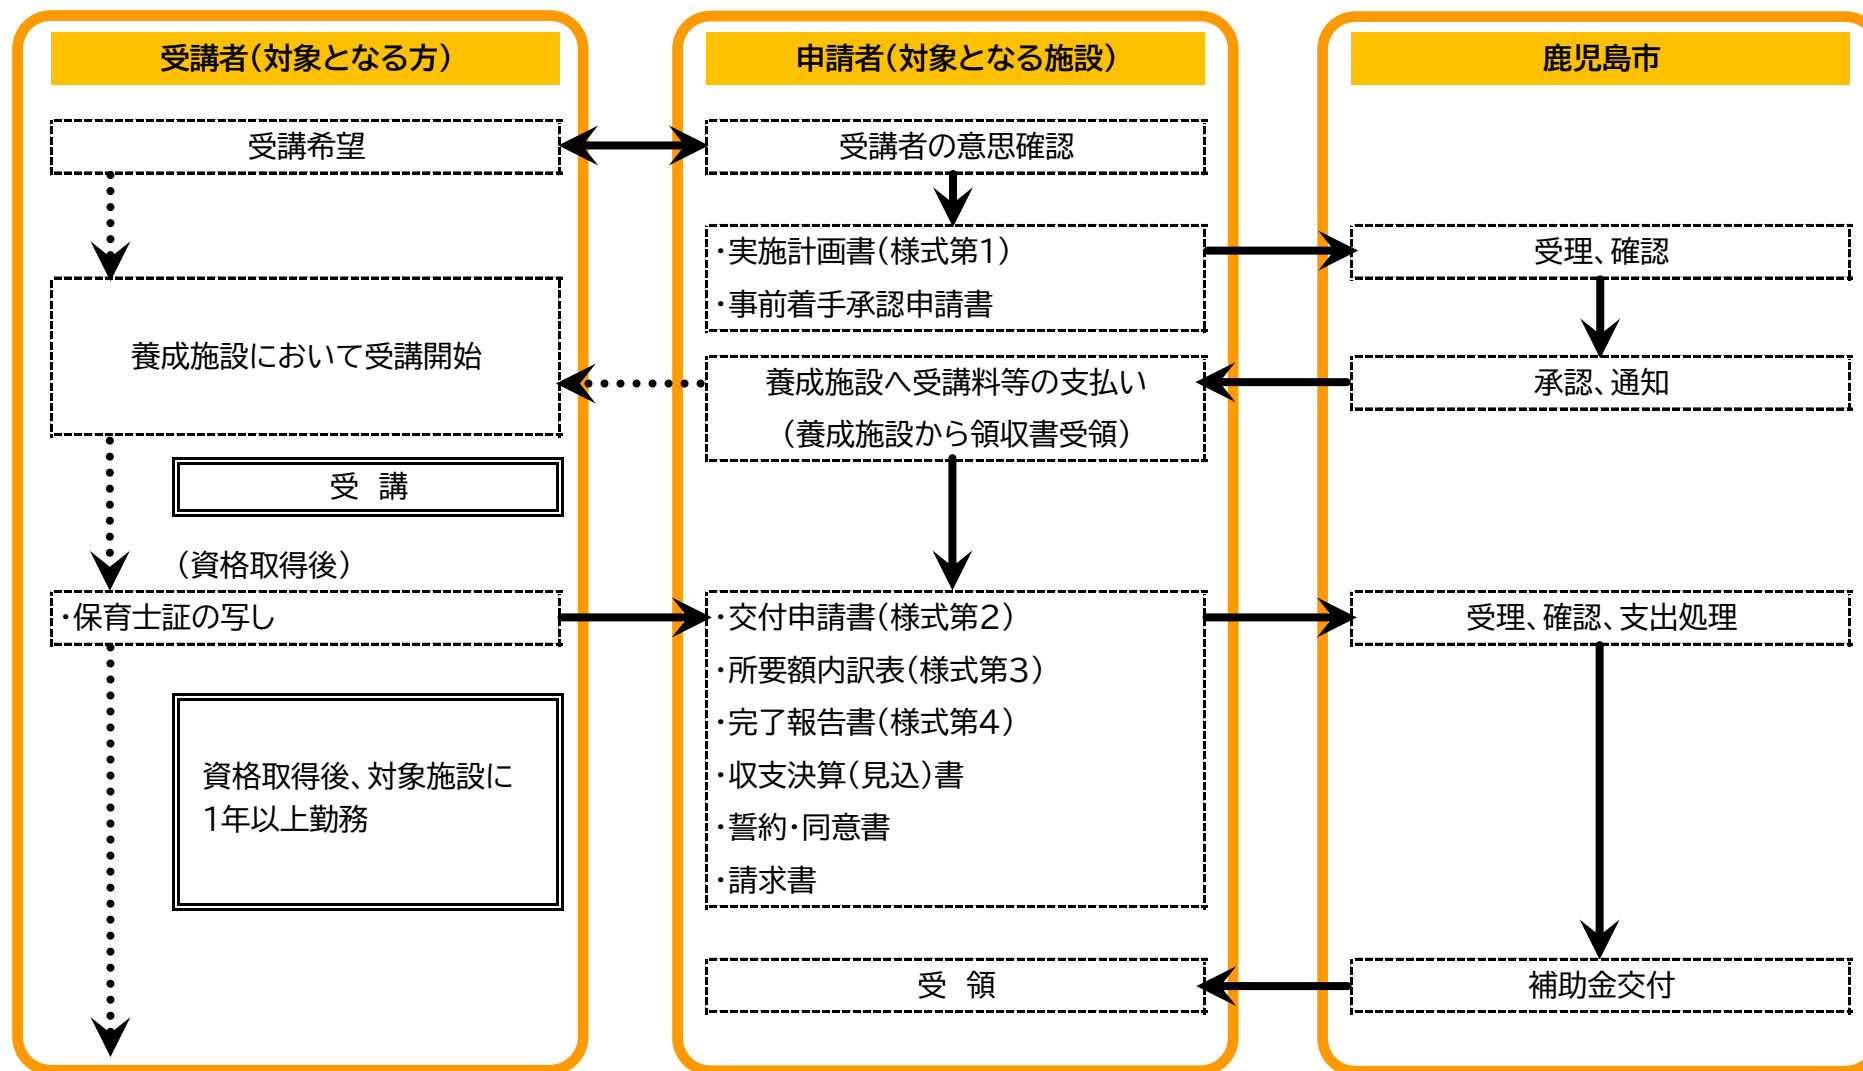 受講者(対象となる方)
申請者(対象となる施設)
鹿児島市
受講希望
受講者の意思確認
・実施計画書(様式第1)
・事前着手承認申請書
受理、確認
養成施設において受講開始
養成施設へ受講料等の支払い
(養成施設から領収書受領)
承認、通知
受 講
(資格取得後)
・保育士証の写し
・交付申請書(様式第2)
・所要額内訳表(様式第3)
・完了報告書(様式第4)
・収支決算(見込)書
・誓約・同意書
・請求書
受理、確認、支出処理
資格取得後、対象施設に
1年以上勤務
受 領
補助金交付